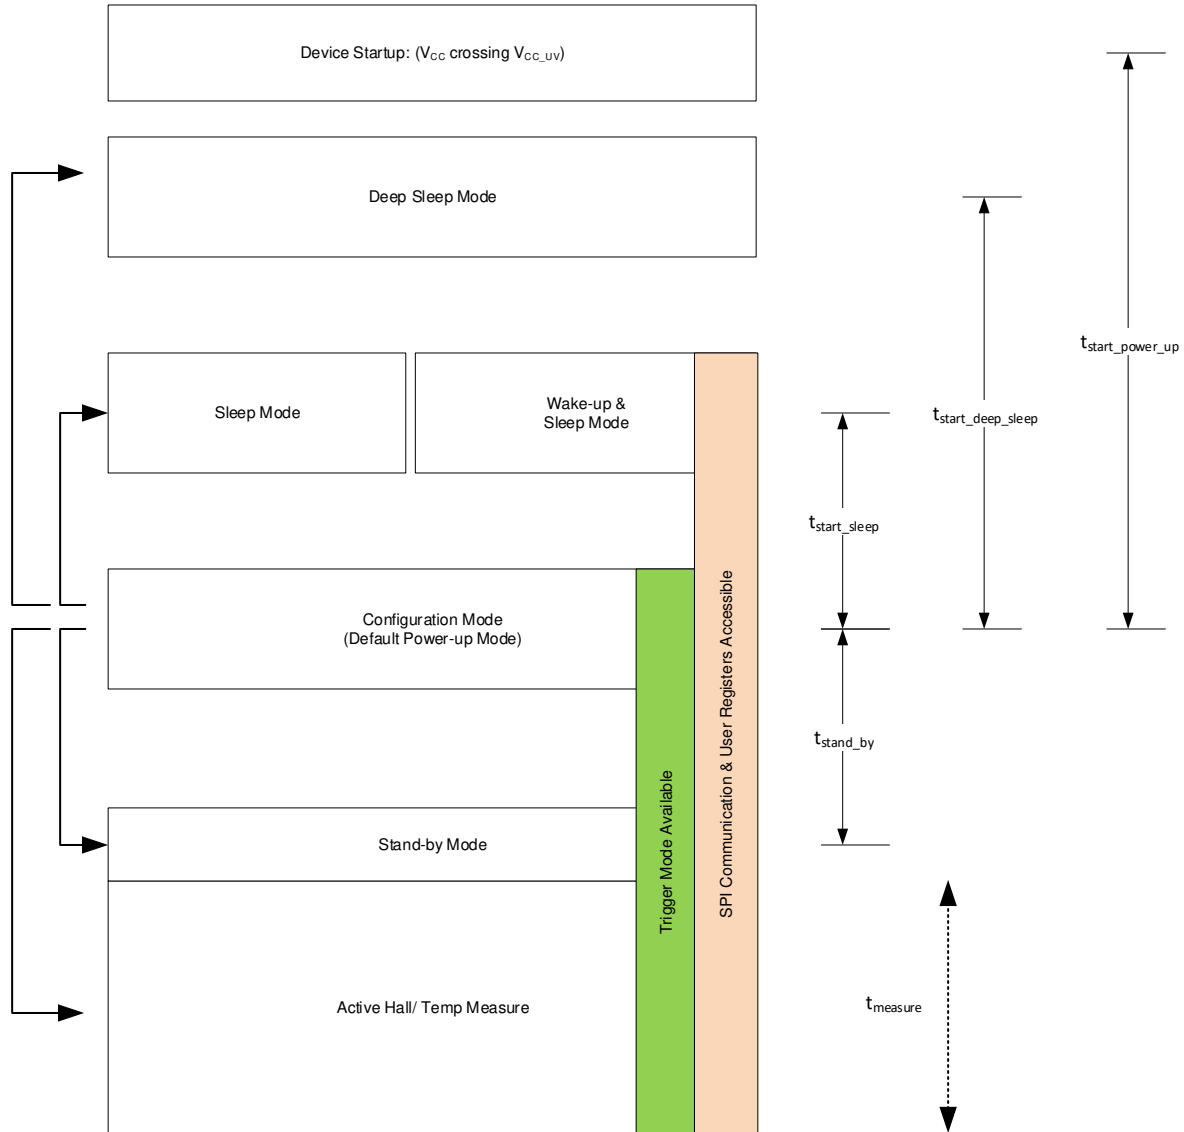 Device Startup: (VCC crossing VCC_UV)
Deep Sleep Mode
tstart_power_up
tstart_deep_sleep
Sleep Mode
Wake-up &
Sleep Mode
tstart_sleep
Configuration Mode
(Default Power-up Mode)
tstand_by
Stand-by Mode
Trigger Mode Available
SPI Communication & User Registers Accessible
Active Hall/ Temp Measure
tmeasure